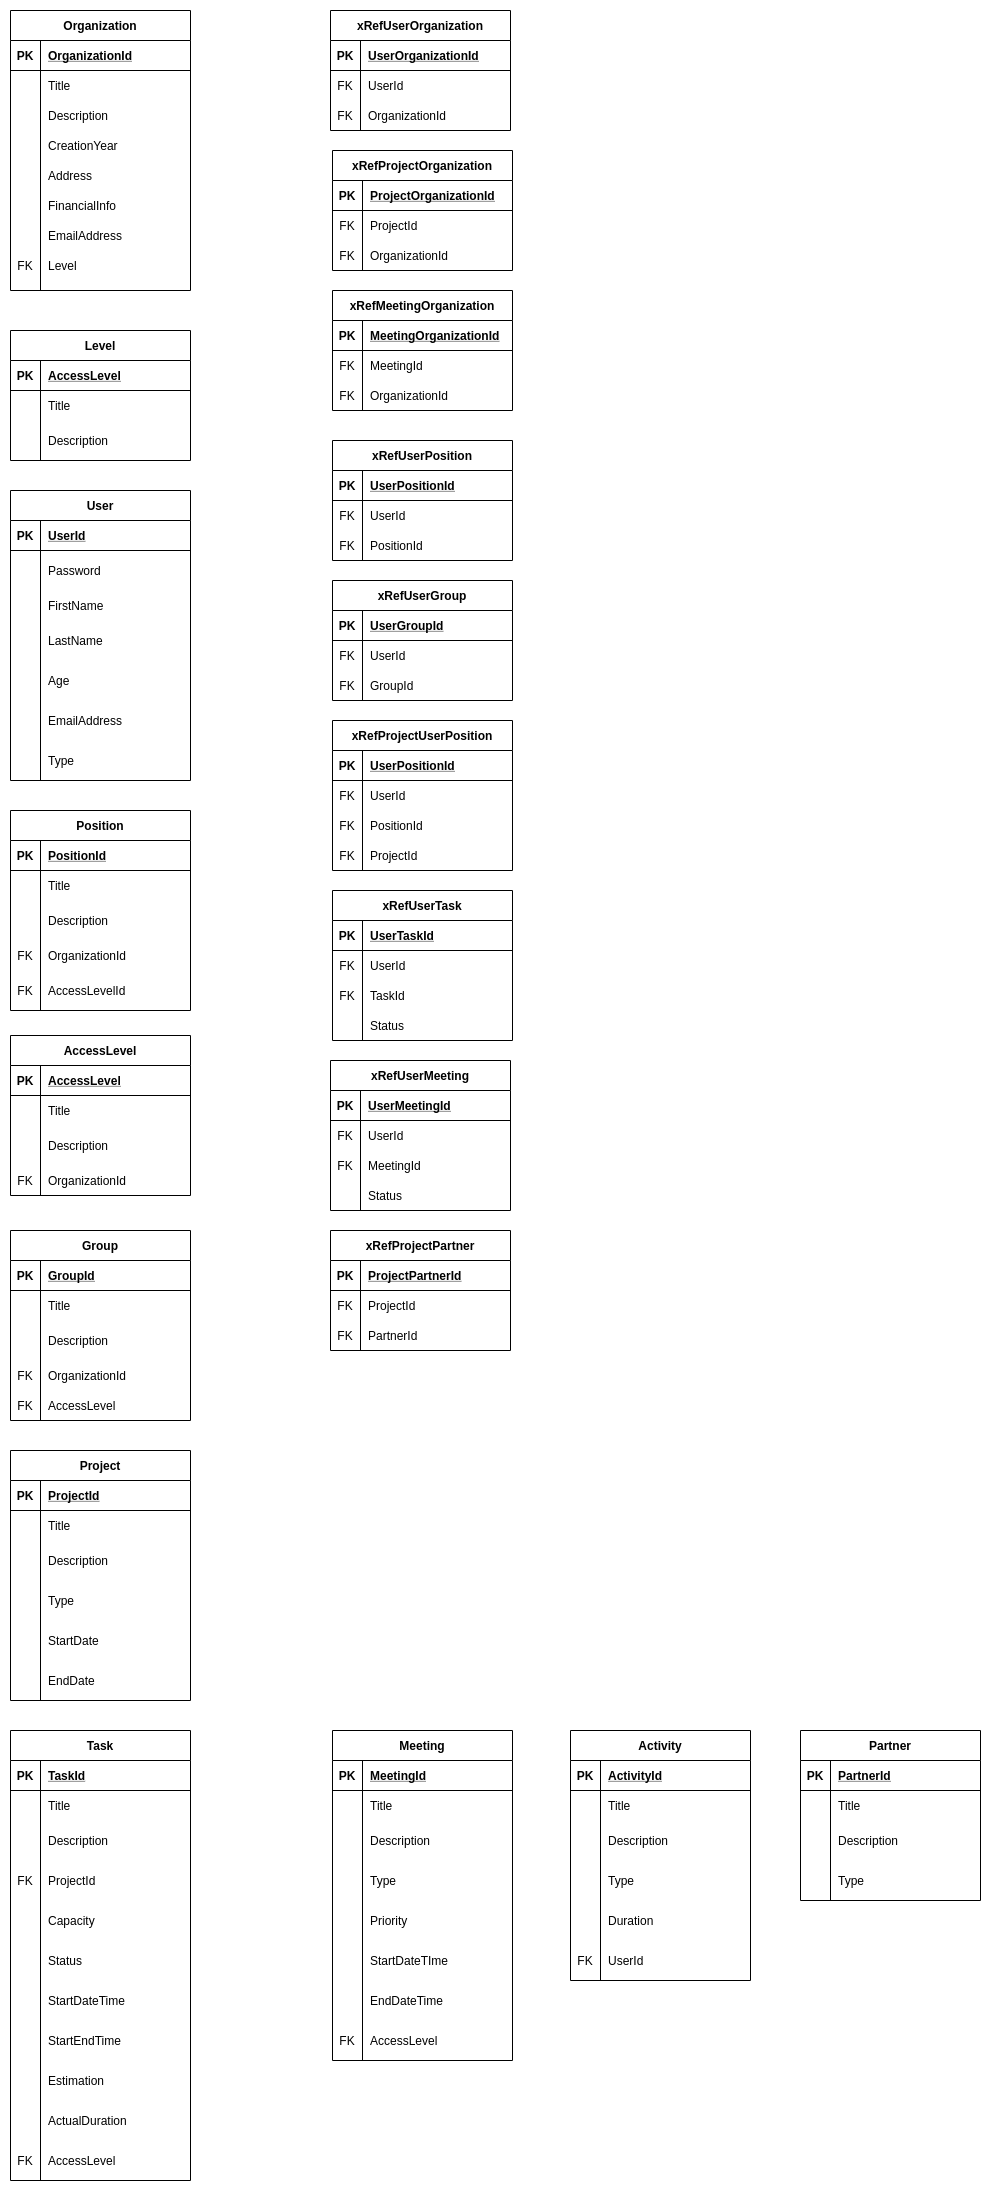 Organization
PK OrganizationId
Title
Description
CreationYear
Address
FinancialInfo
EmailAddress
FK Level
Level
PK AccessLevel
Title
Description
User
PK UserId
Password
FirstName
LastName
Age
EmailAddress
Type
Position
PK PositionId
Title
Description
FK OrganizationId
FK AccessLevelId
AccessLevel
PK AccessLevel
Title
Description
FK OrganizationId
Group
PK GroupId
Title
Description
FK OrganizationId
FK AccessLevel
Project
PK ProjectId
Title
Description
Type
StartDate
EndDate
Task
PK TaskId
Title
Description
FK ProjectId
Capacity
Status
StartDateTime
StartEndTime
Estimation
ActualDuration
FK AccessLevel
xRefUserOrganization
PK UserOrganizationId
FK UserId
FK OrganizationId
xRefProjectOrganization
PK ProjectOrganizationId
FK ProjectId
FK OrganizationId
xRefMeetingOrganization
PK MeetingOrganizationId
FK MeetingId
FK OrganizationId
xRefUserPosition
PK UserPositionId
FK UserId
FK PositionId
xRefUserGroup
PK UserGroupId
FK UserId
FK GroupId
xRefProjectUserPosition
PK UserPositionId
FK UserId
FK PositionId
FK ProjectId
xRefUserTask
PK UserTaskId
FK UserId
FK TaskId
Status
xRefUserMeeting
PK UserMeetingId
FK UserId
FK MeetingId
Status
xRefProjectPartner
PK ProjectPartnerId
FK ProjectId
FK PartnerId
Meeting
PK MeetingId
Title
Description
Type
Priority
StartDateTIme
EndDateTime
FK AccessLevel
Activity
PK ActivityId
Title
Description
Type
Duration
FK UserId
Partner
PK PartnerId
Title
Description
Type